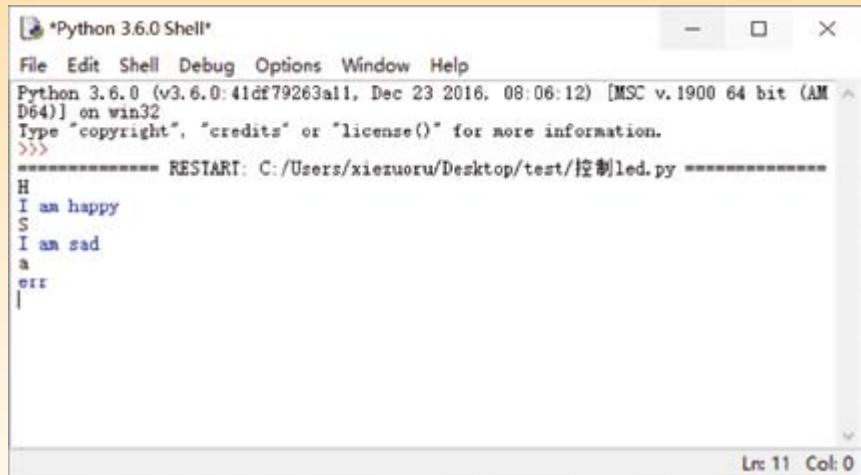 *Python 3.6.0 Shell*
File Edit Shell Debug Options Window Help
Python 3.6.0 (v3.6.0:41df79263a11, Dec 23 2016, 08:06:12) [MSC v.1900 64 bit (AM
D64)] on win32
Type "copyright", "credits" or "license()" for more information.
>>>
============== RESTART: C:/Users/xiezuoru/Desktop/test/控制led.py ==============
H
I am happy
S
I am sad
a
err
Ln: 11 Col: 0